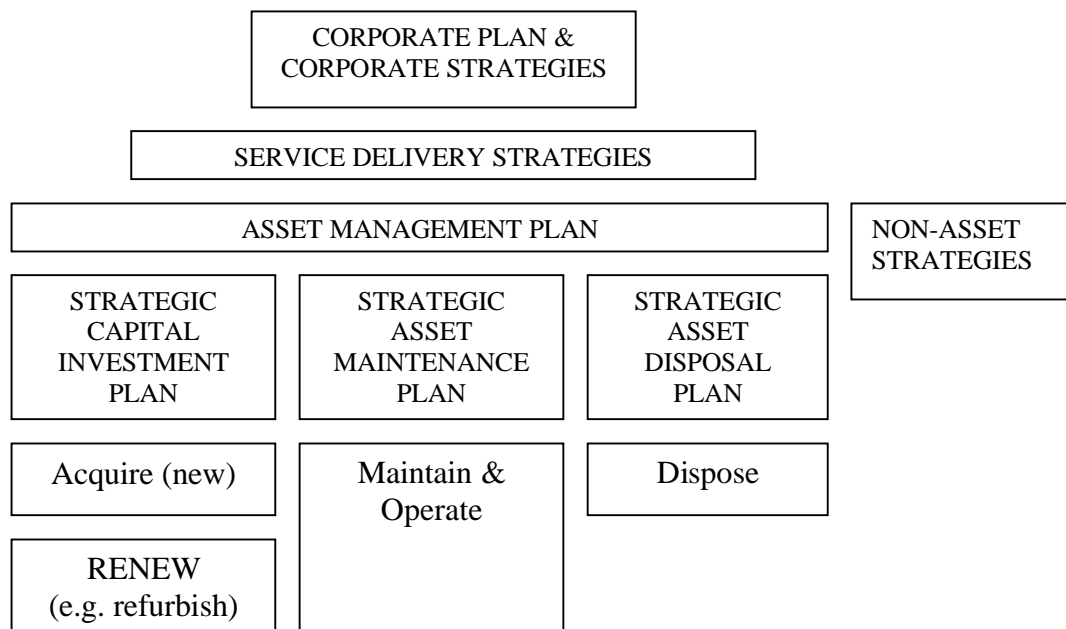 CORPORATE PLAN &
CORPORATE STRATEGIES
SERVICE DELIVERY STRATEGIES
ASSET MANAGEMENT PLAN
NON-ASSET
STRATEGIES
STRATEGIC
CAPITAL
INVESTMENT
PLAN
STRATEGIC
ASSET
MAINTENANCE
PLAN
STRATEGIC
ASSET
DISPOSAL
PLAN
Acquire (new)
Maintain &
Operate
Dispose
RENEW
(e.g. refurbish)